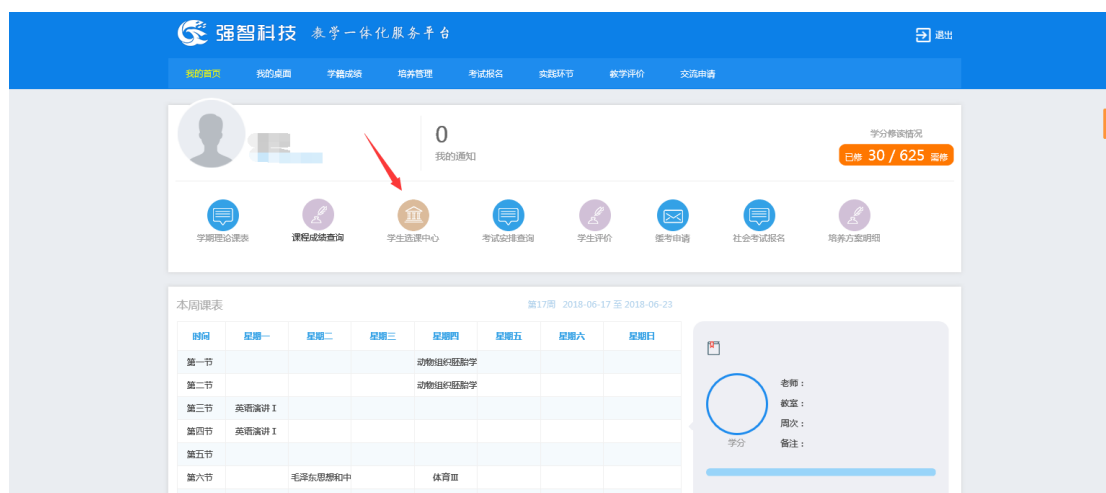 强智科技 教学一体化服务平台 退出
我的首页 我的桌面 学籍成绩 培养管理 考试报名 实践环节 教学评价 交流申请
0
我的通知
学分修读情况
已修 30 / 625 需修
学期理论课表 课程成绩查询 学生选课中心 考试安排查询 学生评价 缓考申请 社会考试报名 培养方案明细
本周课表 第17周 2018-06-17 至 2018-06-23
时间 星期一 星期二 星期三 星期四 星期五 星期六 星期日
第一节 动物组织胚胎学
第二节 动物组织胚胎学
第三节 英语演讲 I
第四节 英语演讲 I
第五节
第六节 毛泽东思想和中 体育III
老师：
教室：
周次：
学分 备注：